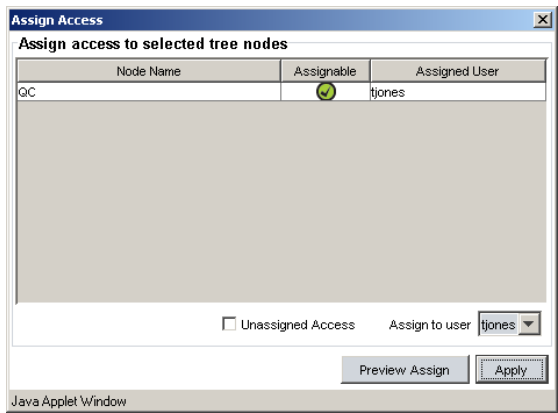 Assign Access
Assign access to selected tree nodes
Node Name Assignable Assigned User
QC tjones
Unassigned Access Assign to user tjones
Preview Assign Apply
Java Applet Window